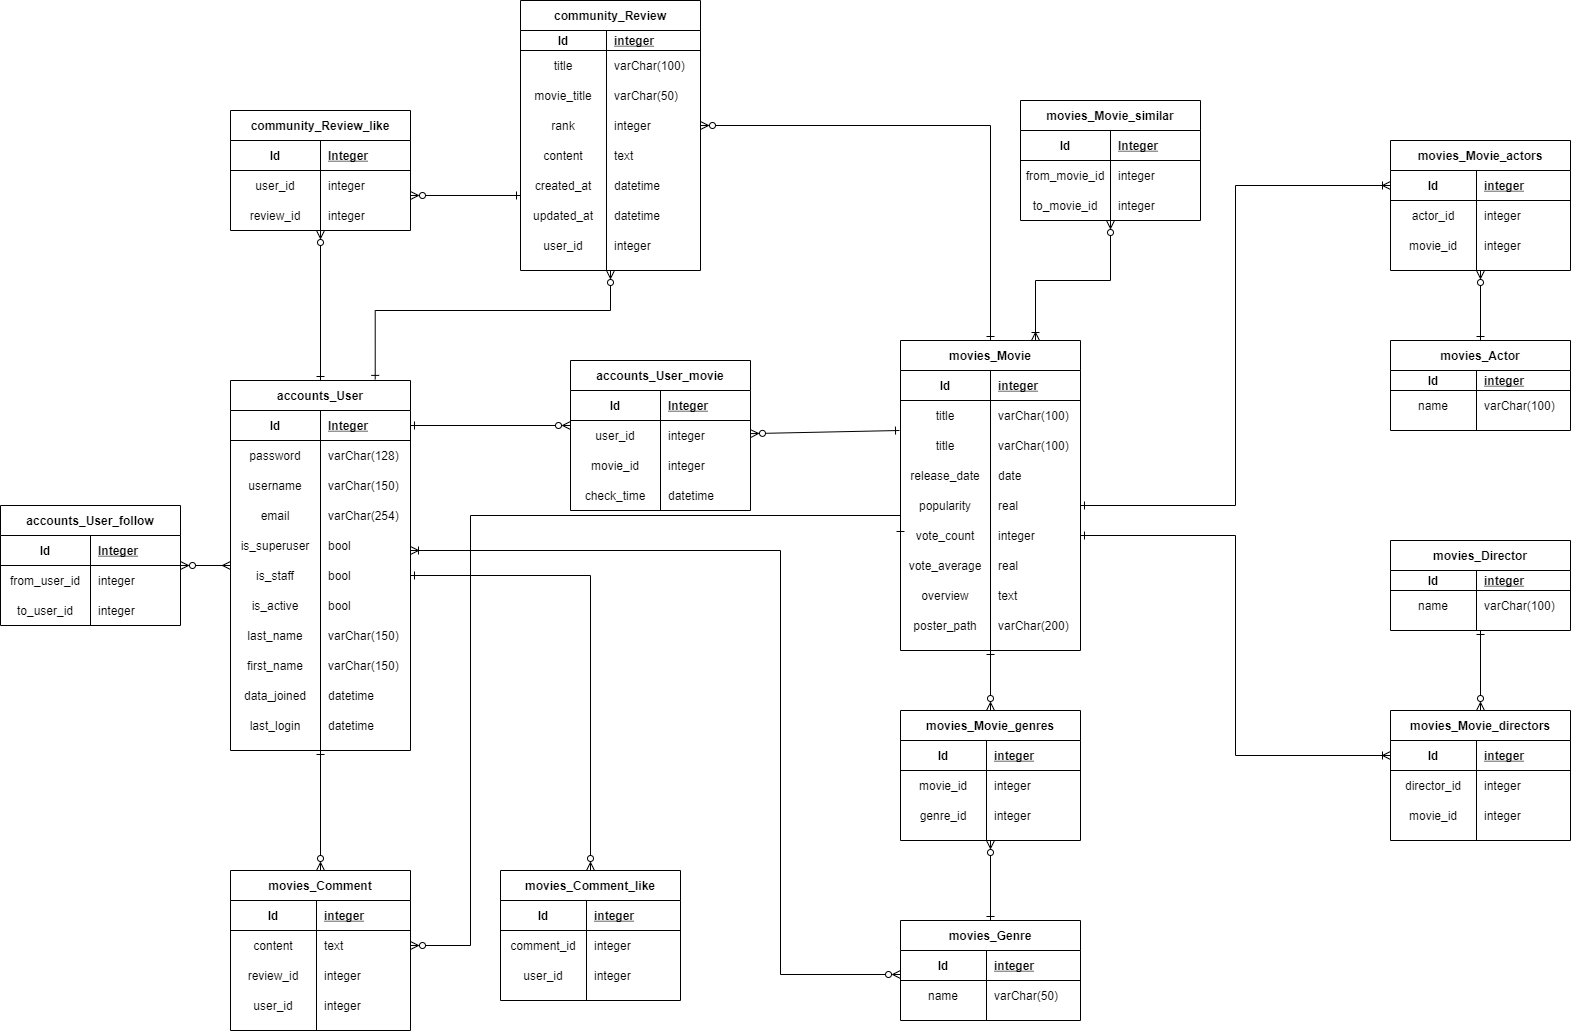 community_Review
Id integer
title varChar(100)
movie_title varChar(50)
rank integer
content text
created_at datetime
updated_at datetime
user_id integer
community_Review_like
Id Integer
user_id integer
review_id integer
movies_Movie_similar
Id Integer
from_movie_id integer
to_movie_id integer
movies_Movie_actors
Id integer
actor_id integer
movie_id integer
movies_Actor
Id integer
name varChar(100)
accounts_User
Id Integer
password varChar(128)
username varChar(150)
email varChar(254)
is_superuser bool
is_staff bool
is_active bool
last_name varChar(150)
first_name varChar(150)
data_joined datetime
last_login datetime
accounts_User_movie
Id Integer
user_id integer
movie_id integer
check_time datetime
movies_Movie
Id integer
title varChar(100)
title varChar(100)
release_date date
popularity real
vote_count integer
vote_average real
overview text
poster_path varChar(200)
accounts_User_follow
Id Integer
from_user_id integer
to_user_id integer
movies_Director
Id integer
name varChar(100)
movies_Movie_genres
Id integer
movie_id integer
genre_id integer
movies_Movie_directors
Id integer
director_id integer
movie_id integer
movies_Comment
Id integer
content text
review_id integer
user_id integer
movies_Comment_like
Id integer
comment_id integer
user_id integer
movies_Genre
Id integer
name varChar(50)